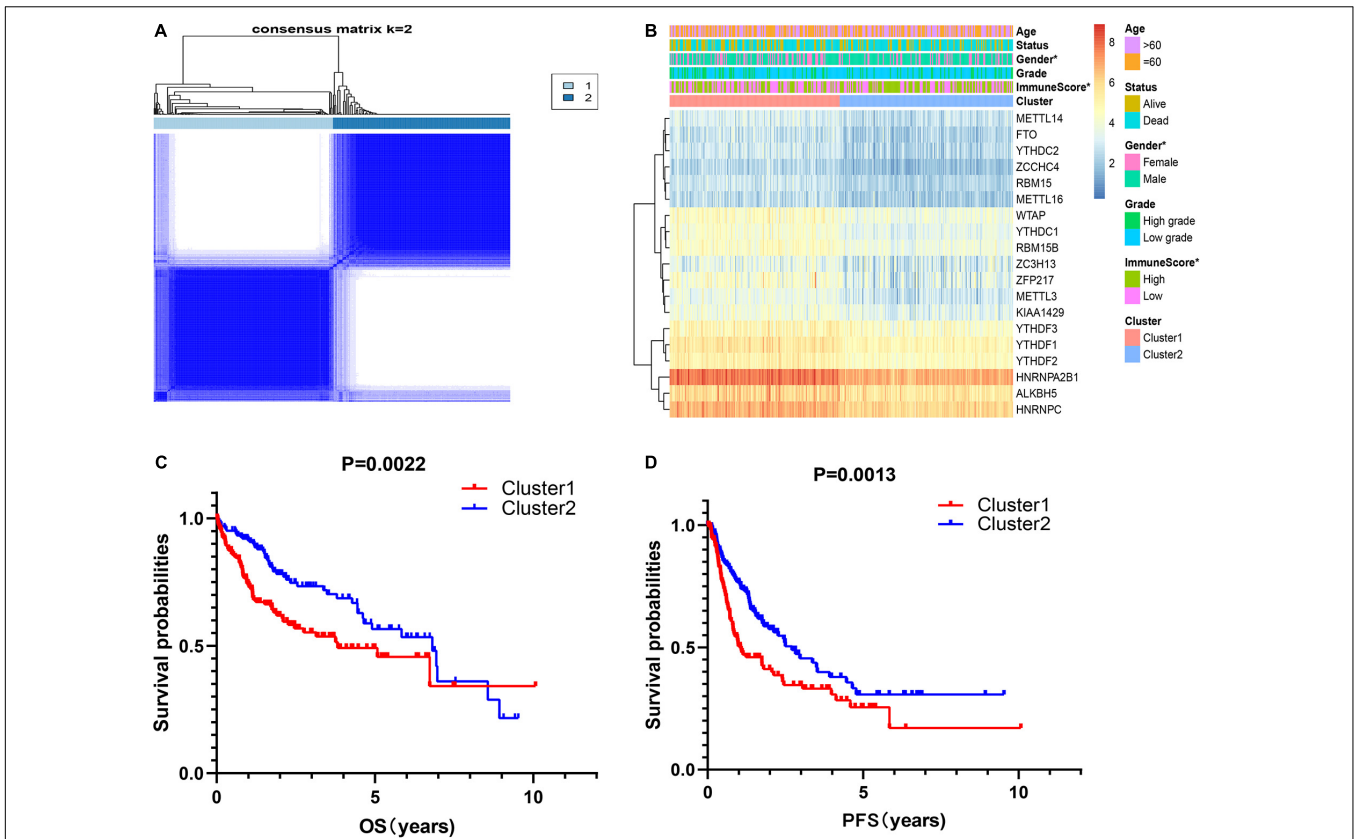 A
consensus matrix k=2
1
2
B
Age
Status
Gender*
Grade
ImmuneScore*
Cluster
METTL14
FTO
YTHDC2
ZCCHC4
RBM15
METTL16
WTAP
YTHDC1
RBM15B
ZC3H13
ZFP217
METTL3
KIAA1429
YTHDF3
YTHDF1
YTHDF2
HNRNPA2B1
ALKBH5
HNRNPC
8
6
4
2
Age
>60
=60
Status
Alive
Dead
Gender*
Female
Male
Grade
High grade
Low grade
ImmuneScore*
High
Low
Cluster
Cluster1
Cluster2
C
P=0.0022
Cluster1
Cluster2
Survival probabilities
1.0
0.5
0.0
0 5 10
OS(years)
D
P=0.0013
Cluster1
Cluster2
Survival probabilities
1.0
0.5
0.0
0 5 10
PFS(years)